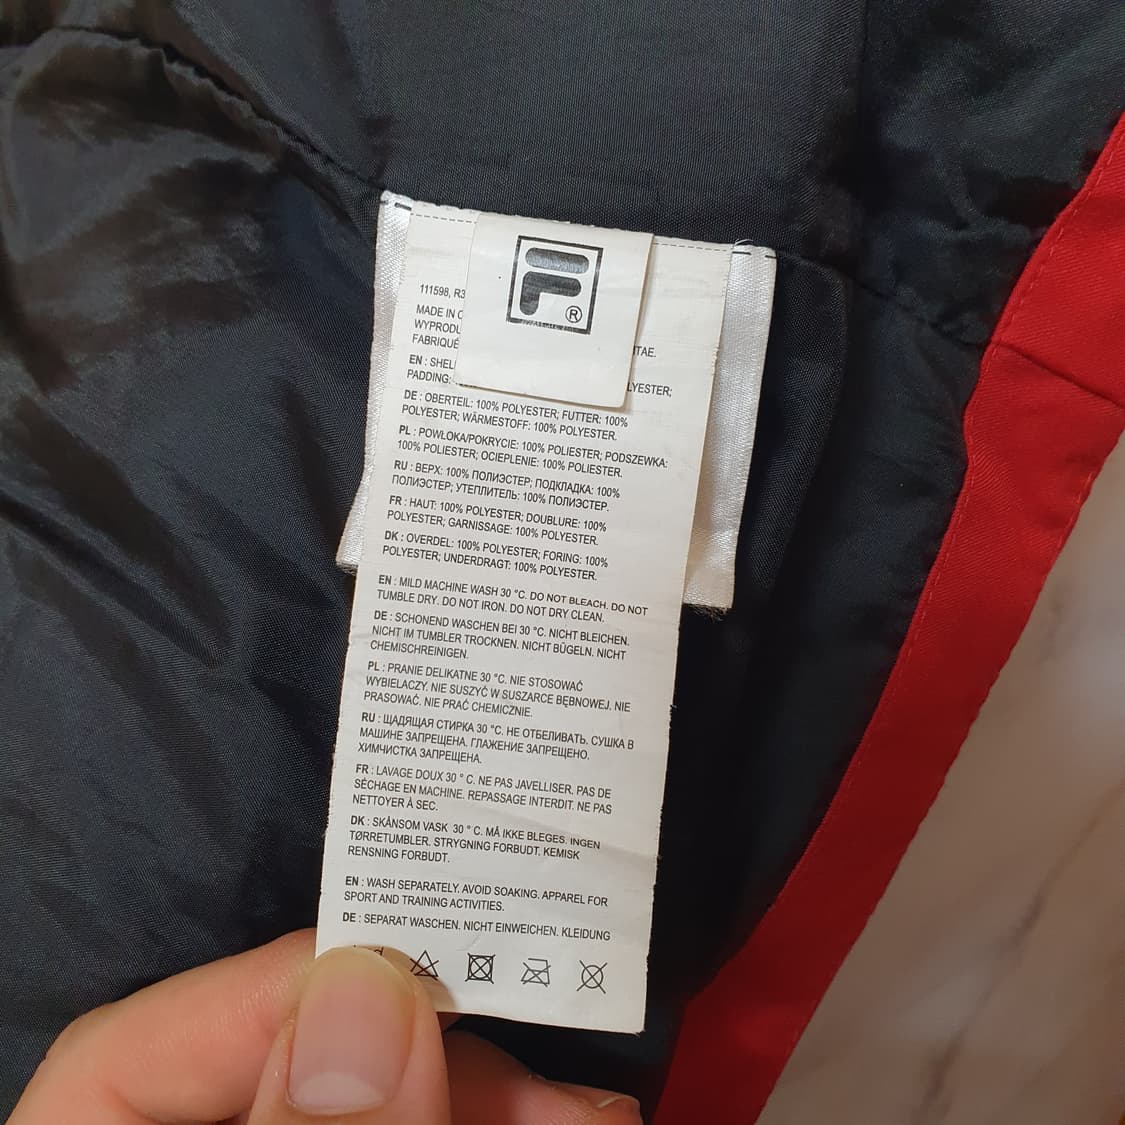 ®
111598,
MADE IN
FABRIQUÉ
EN :
PADDING:
DE : OBERTEIL: 100% POLYESTER; FUTTER: 100%
POLYESTER; WÄRMESTOFF: 100% POLYESTER.
PL : POWŁOKA/POKRYCIE: 100% POLIESTER; PODSZEWKA:
100% POLIESTER; OCIEPLENIE: 100% POLIESTER.
RU : ВЕРХ: 100% ПОЛИЭСТЕР; ПОДКЛАДКА: 100%
ПОЛИЭСТЕР; УТЕПЛИТЕЛЬ: 100% ПОЛИЭСТЕР.
FR : HAUT: 100% POLYESTER; DOUBLURE: 100%
POLYESTER; GARNISSAGE: 100% POLYESTER.
DK : OVERDEL: 100% POLYESTER; FORING: 100%
POLYESTER; UNDERDRAGT: 100% POLYESTER.
EN : MILD MACHINE WASH 30 °C. DO NOT BLEACH. DO NOT
TUMBLE DRY. DO NOT IRON. DO NOT DRY CLEAN.
DE : SCHONEND WASCHEN BEI 30 °C. NICHT BLEICHEN.
NICHT IM TUMBLER TROCKNEN. NICHT BÜGELN. NICHT
CHEMISCHREINIGEN.
PL : PRANIE DELIKATNE 30 °C. NIE STOSOWAĆ
WYBIELACZY. NIE SUSZYĆ W SUSZARCE BĘBNOWEJ. NIE
PRASOWAĆ. NIE PRAĆ CHEMICZNIE.
RU : ЩАДЯЩАЯ СТИРКА 30 °C. НЕ ОТБЕЛИВАТЬ. СУШКА В
МАШИНЕ ЗАПРЕЩЕНА. ГЛАЖЕНИЕ ЗАПРЕЩЕНО.
ХИМЧИСТКА ЗАПРЕЩЕНА.
FR : LAVAGE DOUX 30 °C. NE PAS JAVELLISER. PAS DE
SÉCHAGE EN MACHINE. REPASSAGE INTERDIT. NE PAS
NETTOYER À SEC.
DK : SKÅNSOM VASK 30 °C. MÅ IKKE BLEGES. INGEN
TØRRETUMBLER. STRYGNING FORBUDT. KEMISK
RENSNING FORBUDT.
EN : WASH SEPARATELY. AVOID SOAKING. APPAREL FOR
SPORT AND TRAINING ACTIVITIES.
DE : SEPARAT WASCHEN. NICHT EINWEICHEN. KLEIDUNG